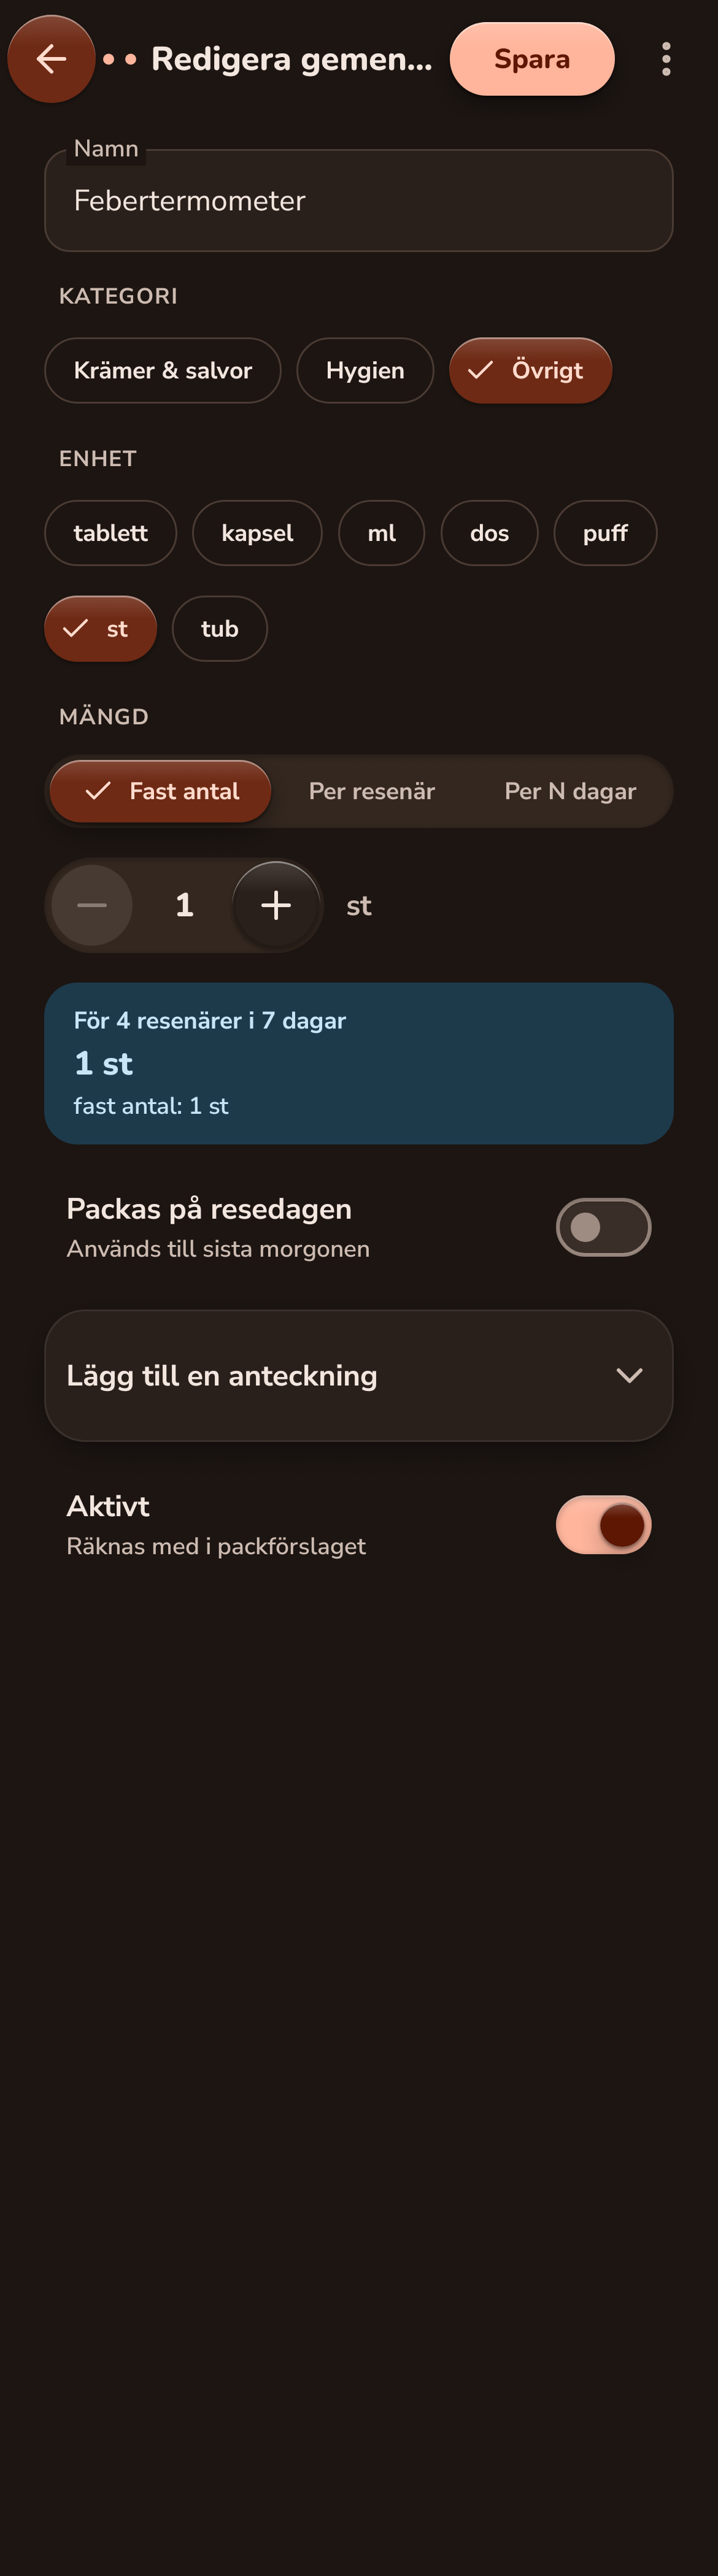 Redigera gemen...
Spara
Namn
Febertermometer
KATEGORI
Krämer & salvor
Hygien
Övrigt
ENHET
tablett
kapsel
ml
dos
puff
st
tub
MÄNGD
Fast antal
Per resenär
Per N dagar
1
st
För 4 resenärer i 7 dagar
1 st
fast antal: 1 st
Packas på resedagen
Används till sista morgonen
Lägg till en anteckning
Aktivt
Räknas med i packförslaget